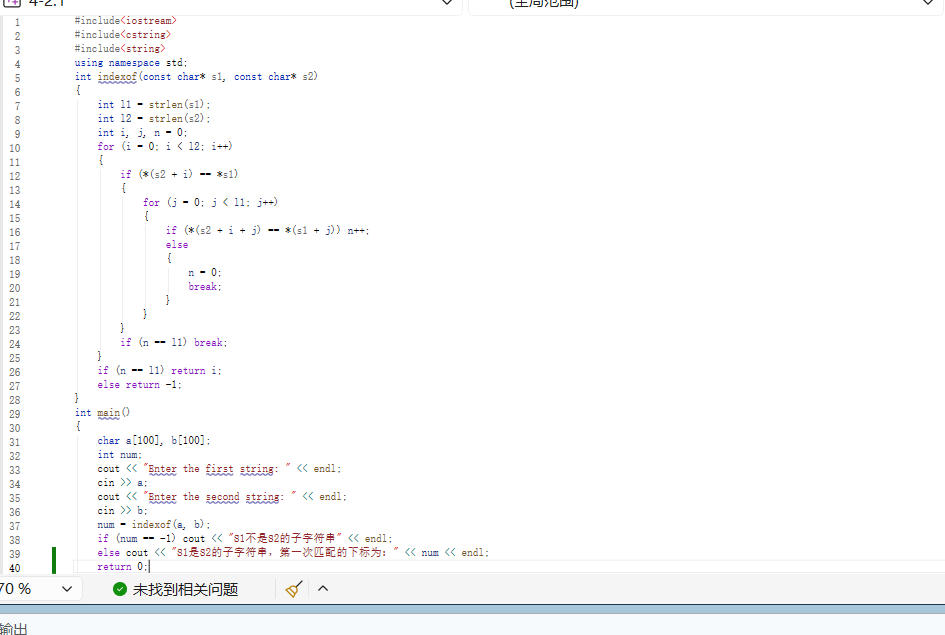 4-2.1
(全局范围)
1 #include<iostream>
2 #include<cstring>
3 #include<string>
4 using namespace std;
5 int indexof(const char* s1, const char* s2)
6 {
7     int l1 = strlen(s1);
8     int l2 = strlen(s2);
9     int i, j, n = 0;
10     for (i = 0; i < l2; i++)
11     {
12         if (*(s2 + i) == *s1)
13         {
14             for (j = 0; j < l1; j++)
15             {
16                 if (*(s2 + i + j) == *(s1 + j)) n++;
17                 else
18                 {
19                     n = 0;
20                     break;
21                 }
22             }
23         }
24         if (n == l1) break;
25     }
26     if (n == l1) return i;
27     else return -1;
28 }
29 int main()
30 {
31     char a[100], b[100];
32     int num;
33     cout << "Enter the first string: " << endl;
34     cin >> a;
35     cout << "Enter the second string: " << endl;
36     cin >> b;
37     num = indexof(a, b);
38     if (num == -1) cout << "S1不是S2的子字符串" << endl;
39     else cout << "S1是S2的子字符串，第一次匹配的下标为：" << num << endl;
40     return 0;
70 % 未找到相关问题
输出